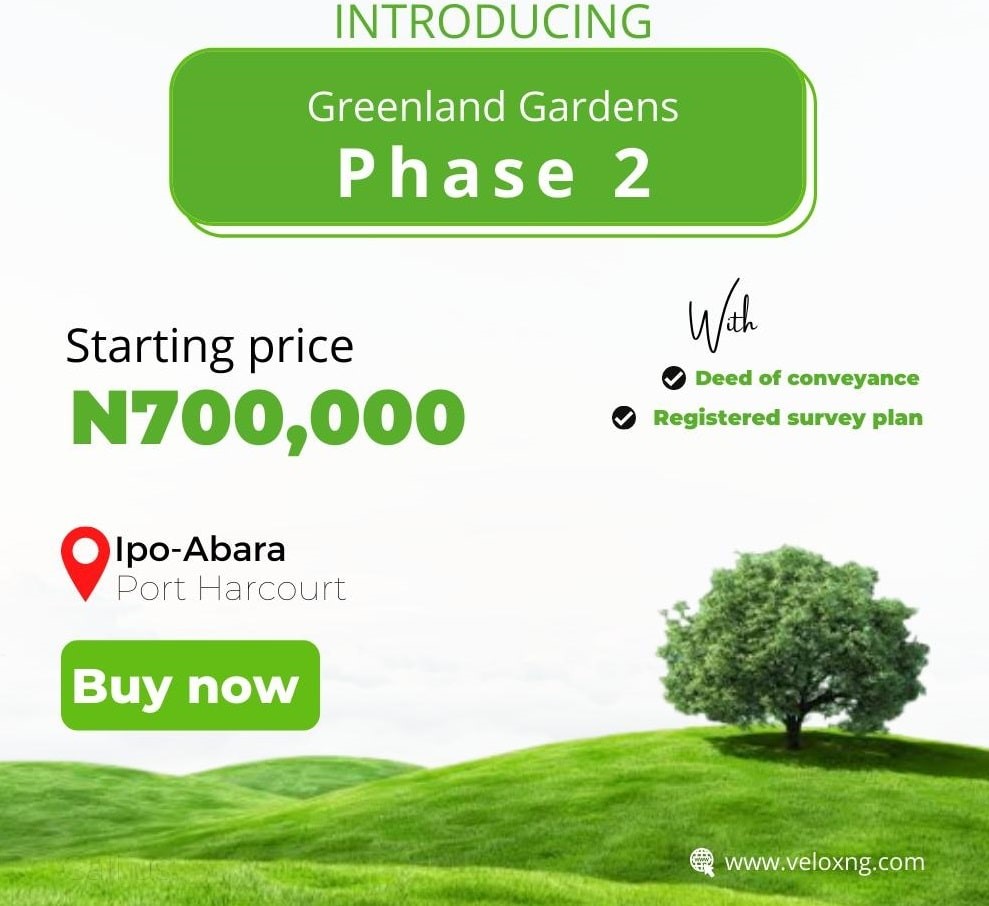 INTRODUCING
Greenland Gardens
Phase 2
With
Starting price
N700,000
Deed of conveyance
Registered survey plan
Ipo-Abara
Port Harcourt
Buy now
www.veloxng.com